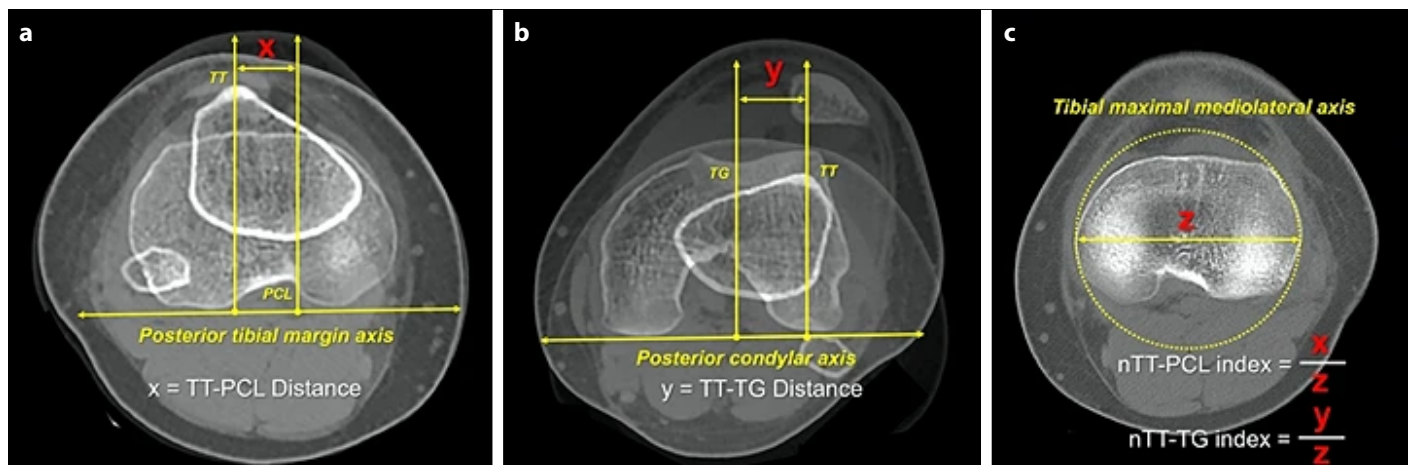 a
x
TT
PCL
Posterior tibial margin axis
x = TT-PCL Distance
b
y
TG
TT
Posterior condylar axis
y = TT-TG Distance
c
Tibial maximal mediolateral axis
z
nTT-PCL index = x / z
nTT-TG index = y / z